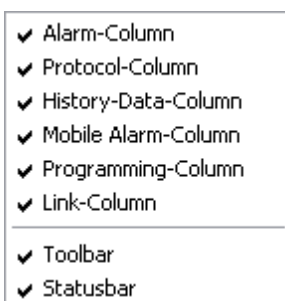 Alarm-Column
Protocol-Column
History-Data-Column
Mobile Alarm-Column
Programming-Column
Link-Column
Toolbar
Statusbar